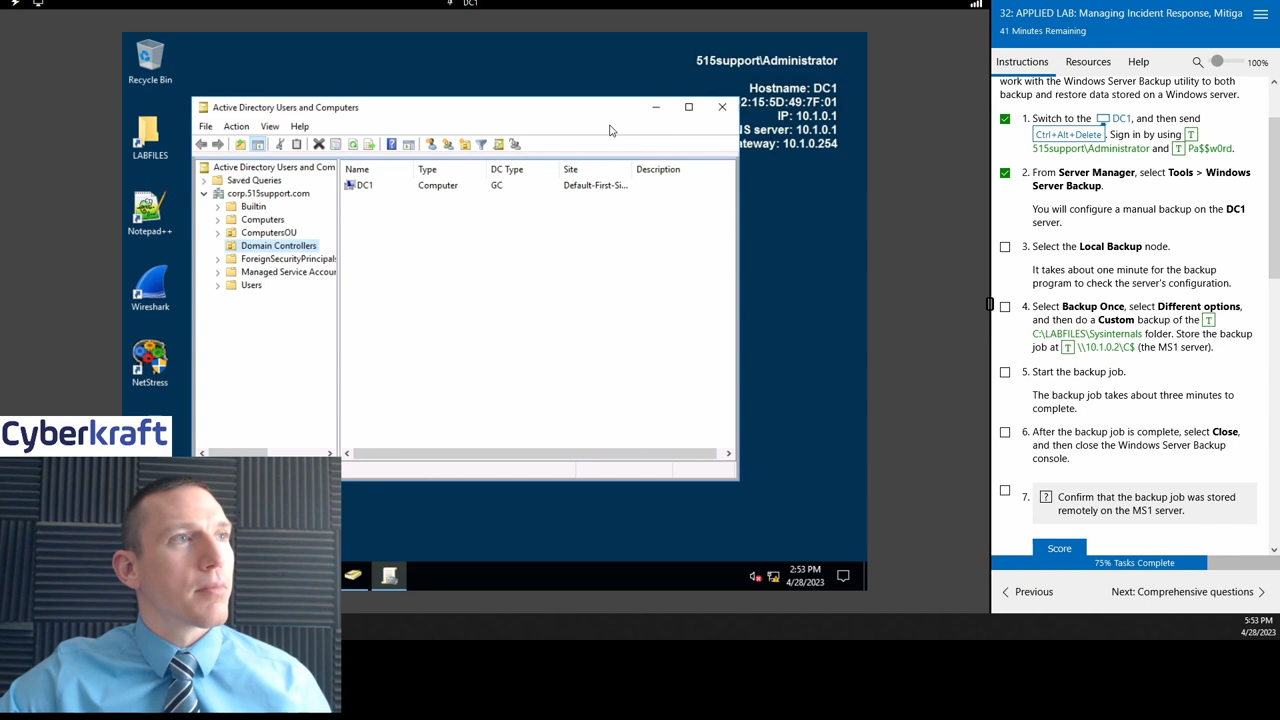 DC1
32: APPLIED LAB: Managing Incident Response, Mitiga
41 Minutes Remaining
Instructions
Resources
Help
100%
work with the Windows Server Backup utility to both
backup and restore data stored on a Windows server.
1. Switch to the DC1, and then send
Ctrl+Alt+Delete. Sign in by using T
515support\Administrator and T Pa$$w0rd.
2. From Server Manager, select Tools > Windows
Server Backup.
You will configure a manual backup on the DC1
server.
3. Select the Local Backup node.
It takes about one minute for the backup
program to check the server's configuration.
4. Select Backup Once, select Different options,
and then do a Custom backup of the T
C:\LABFILES\Sysinternals folder. Store the backup
job at T \\10.1.0.2\C$ (the MS1 server).
5. Start the backup job.
The backup job takes about three minutes to
complete.
6. After the backup job is complete, select Close,
and then close the Windows Server Backup
console.
7. ? Confirm that the backup job was stored
remotely on the MS1 server.
Score
75% Tasks Complete
Previous
Next: Comprehensive questions
5:53 PM
4/28/2023
Recycle Bin
LABFILES
Notepad++
Wireshark
NetStress
515support\Administrator
Hostname: DC1
2:15:5D:49:7F:01
IP: 10.1.0.1
NS server: 10.1.0.1
ateway: 10.1.0.254
Active Directory Users and Computers
File Action View Help
Active Directory Users and Com
Saved Queries
corp.515support.com
Builtin
Computers
ComputersOU
Domain Controllers
ForeignSecurityPrincipals
Managed Service Accour
Users
Name Type DC Type Site Description
DC1 Computer GC Default-First-Si...
2:53 PM
4/28/2023
Cyberkraft